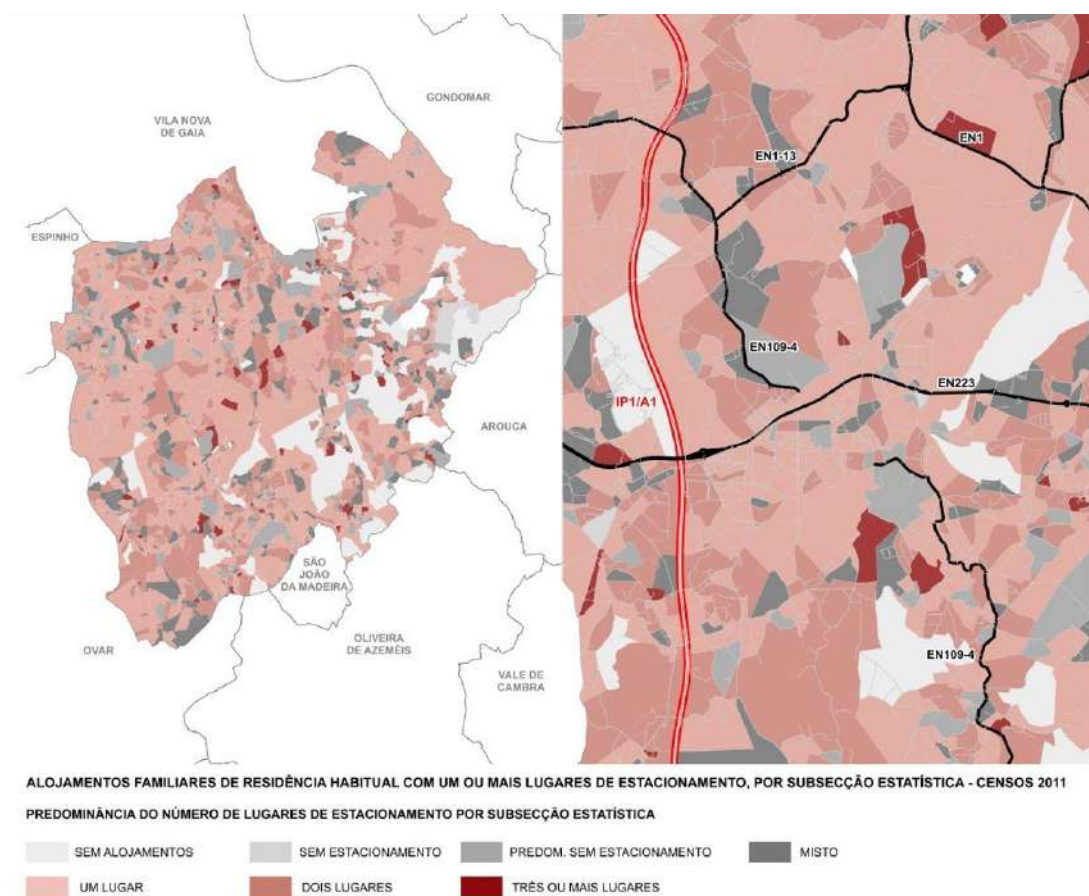 GONDOMAR
VILA NOVA
DE GAIA
ESPINHO
AROUCA
SÃO
JOÃO
DA MADEIRA
OVAR
OLIVEIRA
DE AZEMÉIS
VALE DE
CAMBRA
EN1-13
EN1
EN109-4
EN223
IP1/A1
EN109-4
ALOJAMENTOS FAMILIARES DE RESIDÊNCIA HABITUAL COM UM OU MAIS LUGARES DE ESTACIONAMENTO, POR SUBSECÇÃO ESTATÍSTICA - CENSOS 2011
PREDOMINÂNCIA DO NÚMERO DE LUGARES DE ESTACIONAMENTO POR SUBSECÇÃO ESTATÍSTICA
SEM ALOJAMENTOS SEM ESTACIONAMENTO PREDOM. SEM ESTACIONAMENTO MISTO
UM LUGAR DOIS LUGARES TRÊS OU MAIS LUGARES